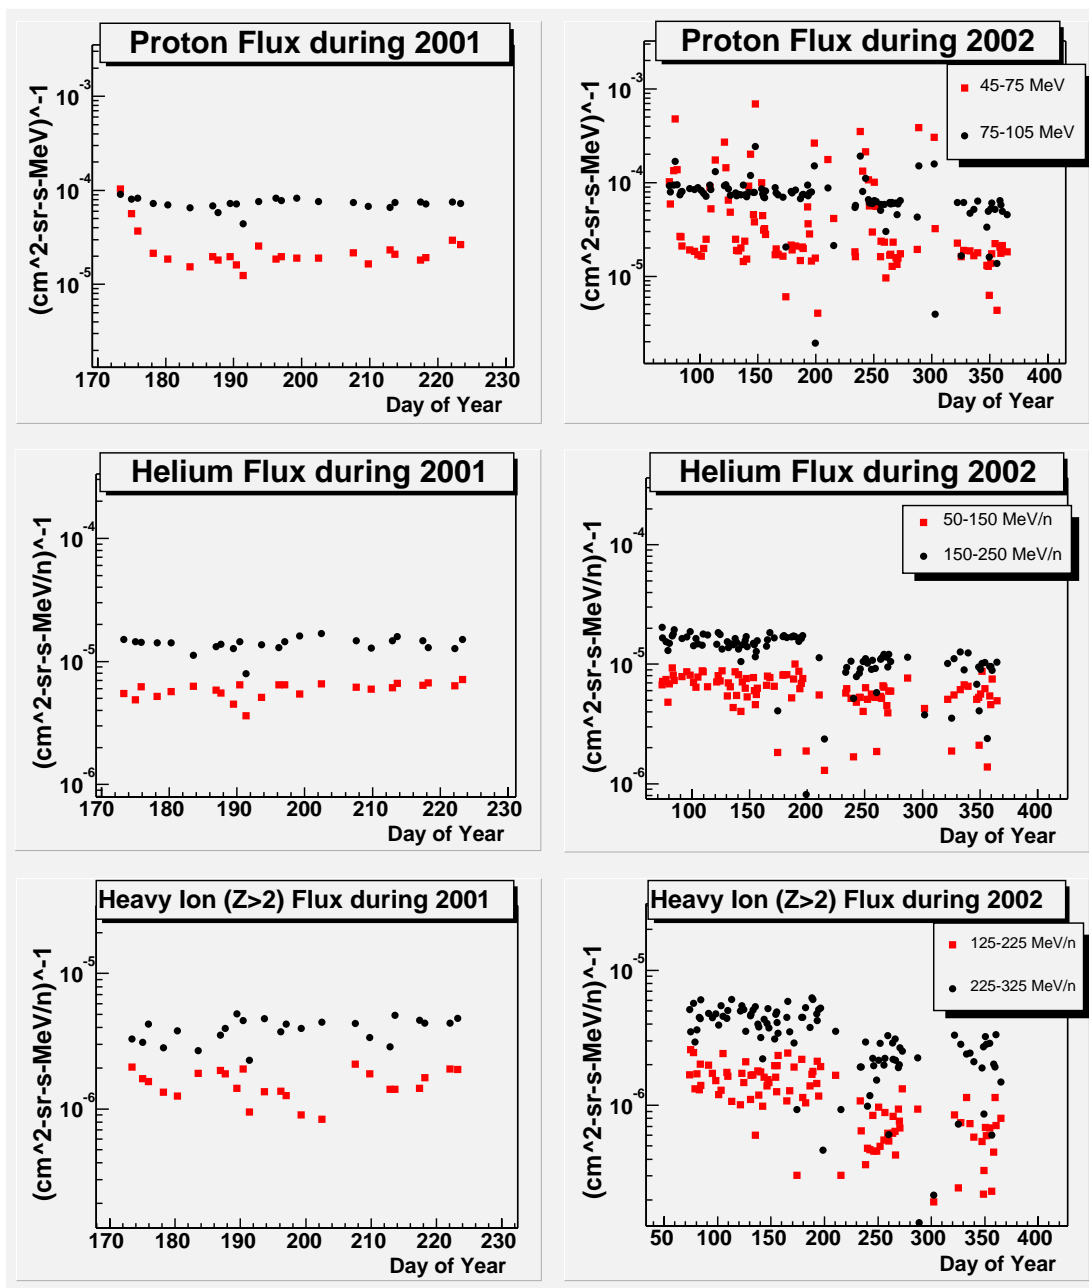 Proton Flux during 2001
(cm^2-sr-s-MeV)^-1
10^-3
10^-4
10^-5
170 180 190 200 210 220 230
Day of Year
Proton Flux during 2002
45-75 MeV
75-105 MeV
(cm^2-sr-s-MeV)^-1
10^-3
10^-4
10^-5
100 150 200 250 300 350 400
Day of Year
Helium Flux during 2001
(cm^2-sr-s-MeV/n)^-1
10^-4
10^-5
10^-6
170 180 190 200 210 220 230
Day of Year
Helium Flux during 2002
50-150 MeV/n
150-250 MeV/n
(cm^2-sr-s-MeV/n)^-1
10^-4
10^-5
10^-6
100 150 200 250 300 350 400
Day of Year
Heavy Ion (Z>2) Flux during 2001
(cm^2-sr-s-MeV/n)^-1
10^-5
10^-6
170 180 190 200 210 220 230
Day of Year
Heavy Ion (Z>2) Flux during 2002
125-225 MeV/n
225-325 MeV/n
(cm^2-sr-s-MeV/n)^-1
10^-5
10^-6
50 100 150 200 250 300 350 400
Day of Year